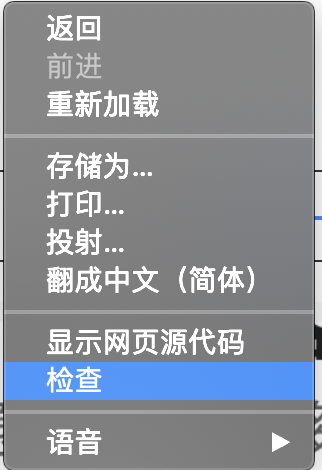 返回
前进
重新加载
存储为...
打印...
投射...
翻成中文（简体）
显示网页源代码
检查
语音